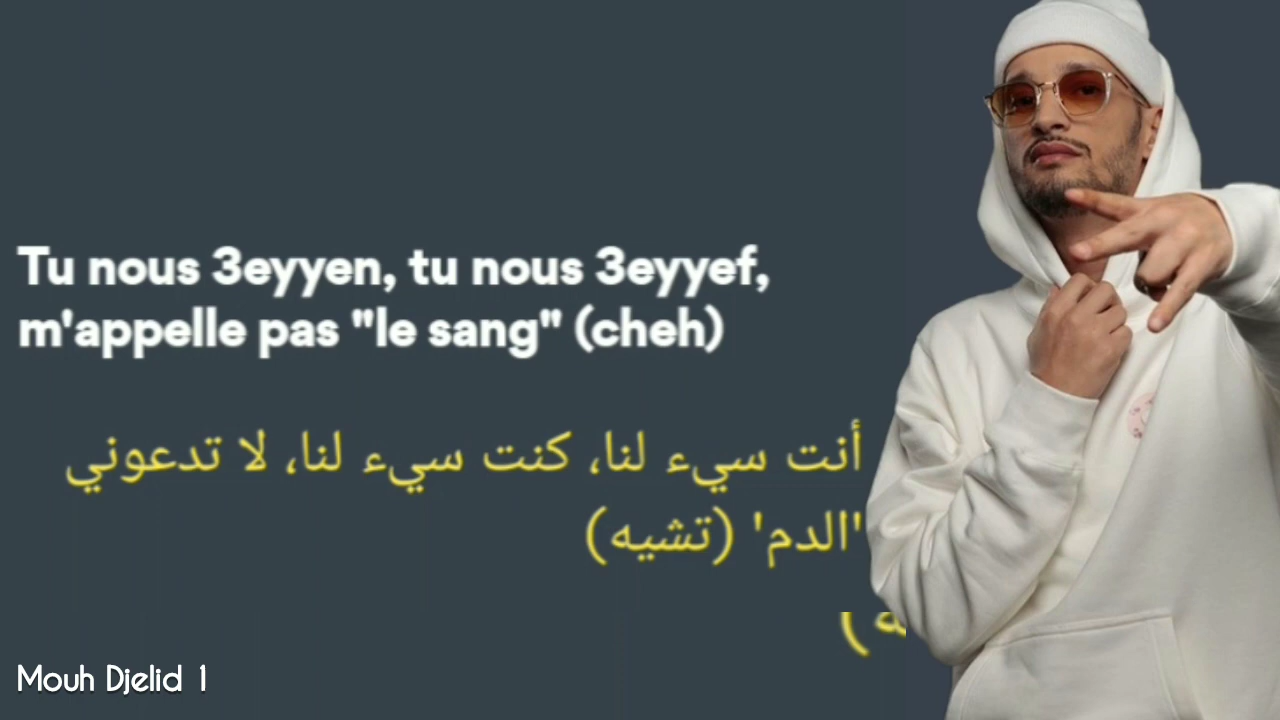 Tu nous 3eyyen, tu nous 3eyyef,
m'appelle pas "le sang" (cheh)
أنت سيء لنا، كنت سيء لنا، لا تدعوني
'الدم' (تشيه)
Mouh Djelid 1